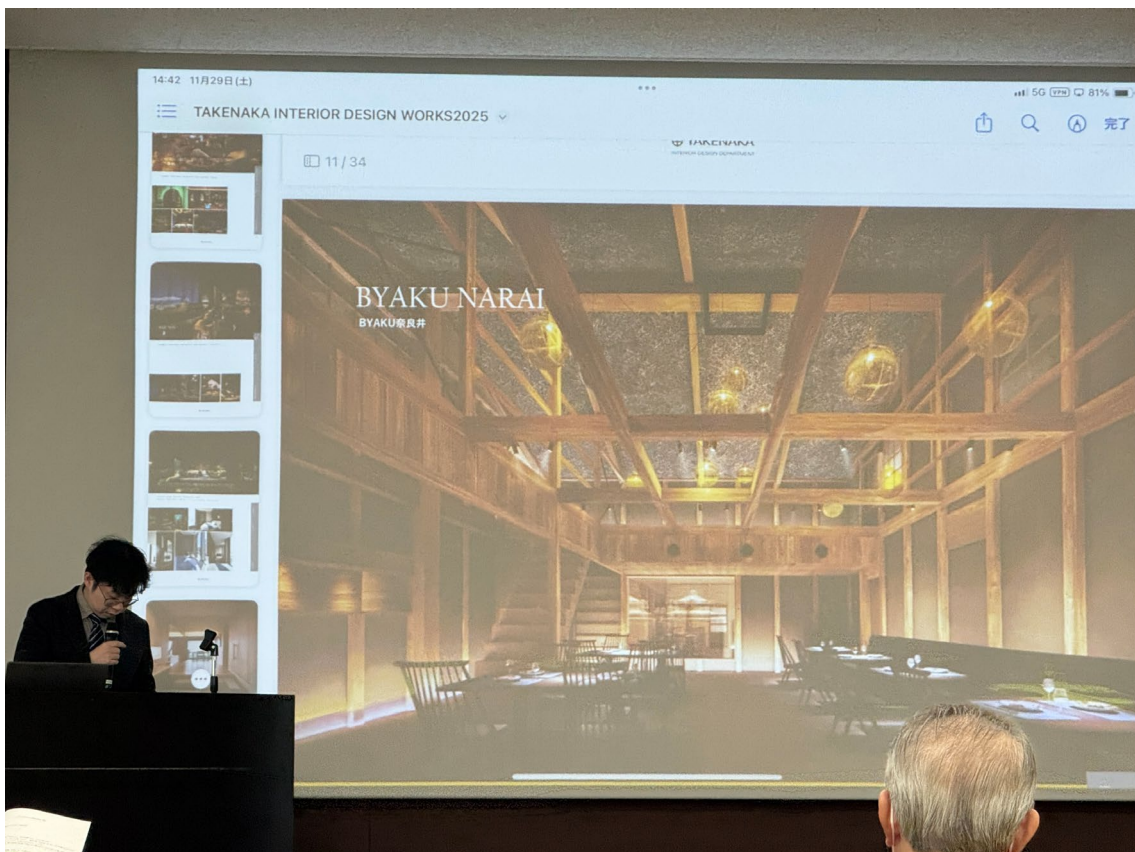 14:42 11月29日(土)
5G VPN 81%
TAKENAKA INTERIOR DESIGN WORKS2025
完了
11 / 34
TAKENAKA
INTERIOR DESIGN DEPARTMENT
BYAKU NARAI
BYAKU奈良井